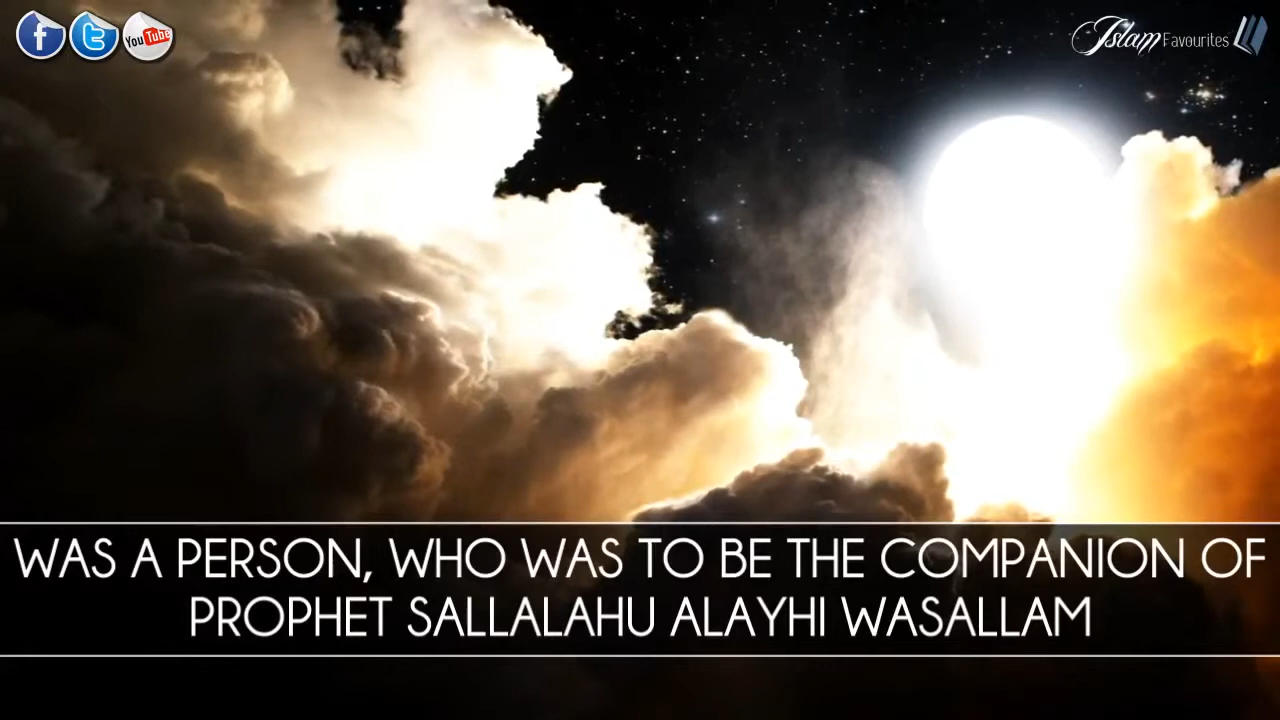 f
t
You Tube
Islam Favourites
WAS A PERSON, WHO WAS TO BE THE COMPANION OF
PROPHET SALLALAHU ALAYHI WASALLAM